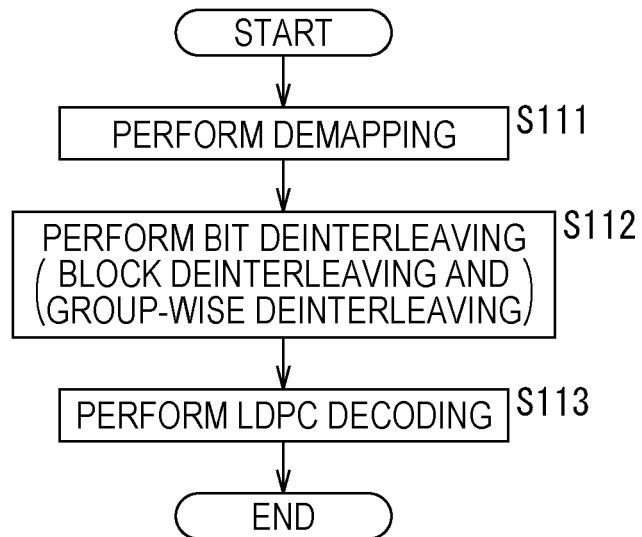 START
PERFORM DEMAPPING
S111
PERFORM BIT DEINTERLEAVING
(BLOCK DEINTERLEAVING AND
GROUP-WISE DEINTERLEAVING)
S112
PERFORM LDPC DECODING
S113
END